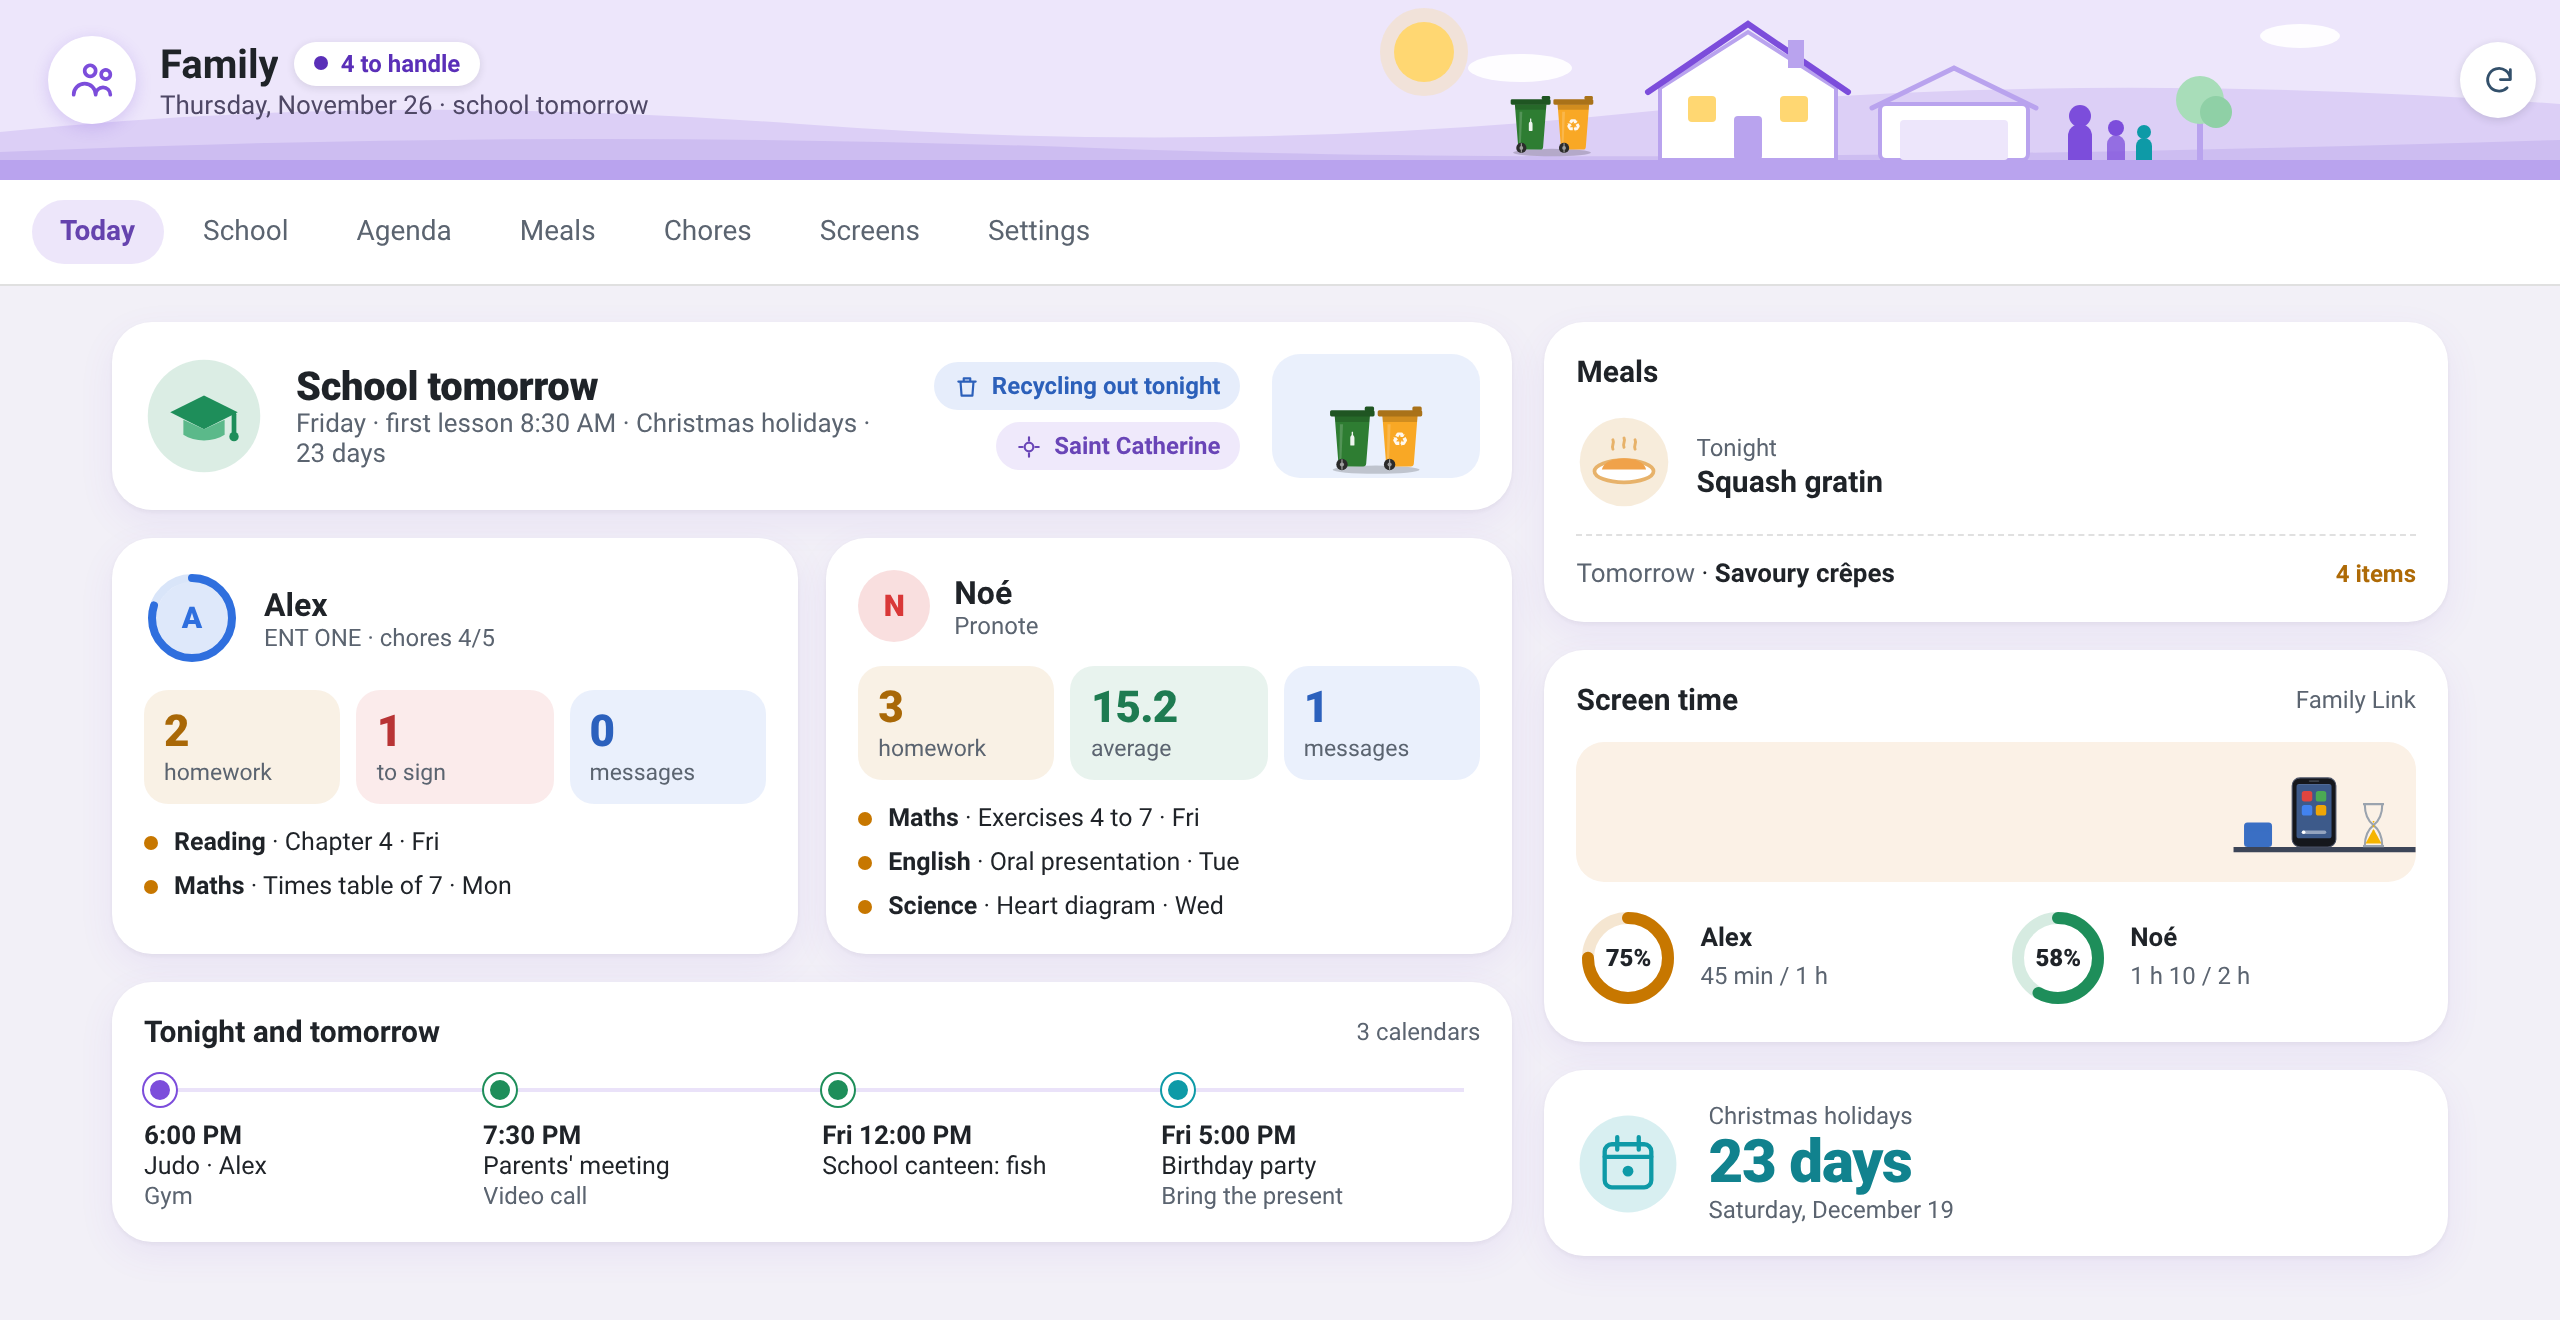 Family
4 to handle
Thursday, November 26 · school tomorrow
Today
School
Agenda
Meals
Chores
Screens
Settings
School tomorrow
Friday · first lesson 8:30 AM · Christmas holidays ·
23 days
Recycling out tonight
Saint Catherine
A
Alex
ENT ONE · chores 4/5
2
homework
1
to sign
0
messages
Reading · Chapter 4 · Fri
Maths · Times table of 7 · Mon
N
Noé
Pronote
3
homework
15.2
average
1
messages
Maths · Exercises 4 to 7 · Fri
English · Oral presentation · Tue
Science · Heart diagram · Wed
Tonight and tomorrow
3 calendars
6:00 PM
Judo · Alex
Gym
7:30 PM
Parents' meeting
Video call
Fri 12:00 PM
School canteen: fish
Fri 5:00 PM
Birthday party
Bring the present
Meals
Tonight
Squash gratin
Tomorrow · Savoury crêpes
4 items
Screen time
Family Link
75%
Alex
45 min / 1 h
58%
Noé
1 h 10 / 2 h
Christmas holidays
23 days
Saturday, December 19